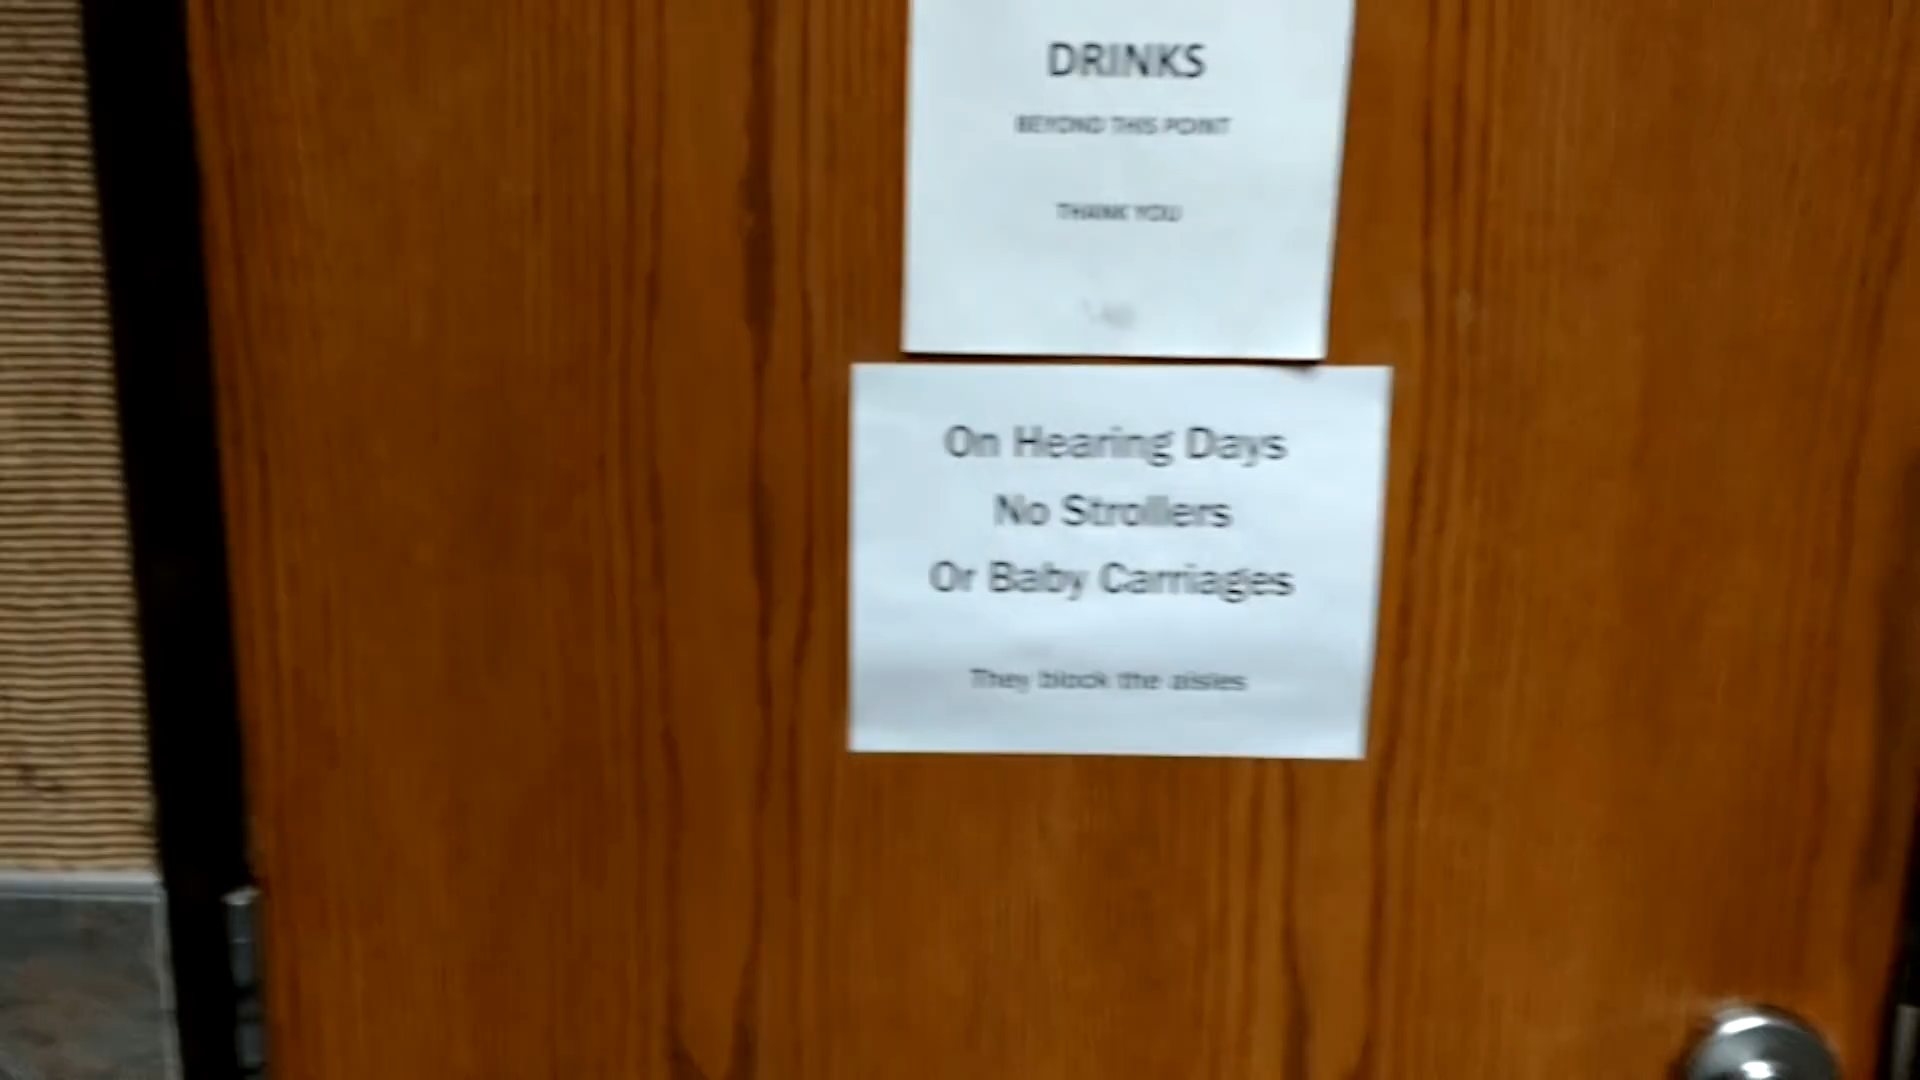 DRINKS
BEYOND THIS POINT
THANK YOU
On Hearing Days
No Strollers
Or Baby Carriages
They block the aisles